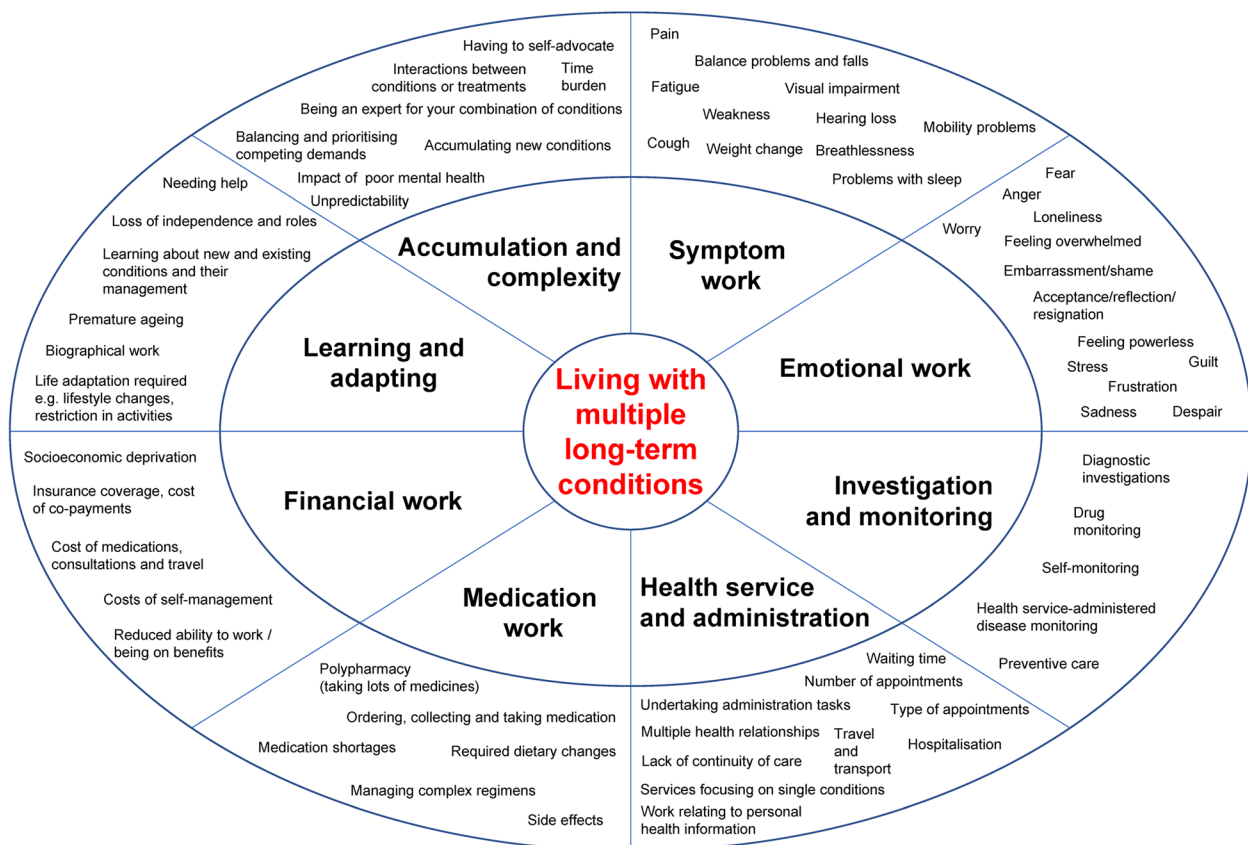 Having to self-advocate
Interactions between
conditions or treatments
Time
burden
Being an expert for your combination of conditions
Balancing and prioritising
competing demands
Accumulating new conditions
Impact of poor mental health
Unpredictability
Accumulation and
complexity
Pain
Balance problems and falls
Fatigue
Visual impairment
Weakness
Hearing loss
Mobility problems
Cough
Weight change
Breathlessness
Problems with sleep
Symptom
work
Fear
Anger
Loneliness
Worry
Feeling overwhelmed
Embarrassment/shame
Acceptance/reflection/
resignation
Feeling powerless
Stress
Guilt
Frustration
Sadness
Despair
Emotional work
Diagnostic
investigations
Drug
monitoring
Self-monitoring
Health service-administered
disease monitoring
Preventive care
Investigation
and monitoring
Health service
and administration
Waiting time
Number of appointments
Undertaking administration tasks
Type of appointments
Multiple health relationships
Travel
and
transport
Hospitalisation
Lack of continuity of care
Services focusing on single conditions
Work relating to personal
health information
Medication
work
Polypharmacy
(taking lots of medicines)
Ordering, collecting and taking medication
Medication shortages
Required dietary changes
Managing complex regimens
Side effects
Financial work
Socioeconomic deprivation
Insurance coverage, cost
of co-payments
Cost of medications,
consultations and travel
Costs of self-management
Reduced ability to work /
being on benefits
Learning and
adapting
Needing help
Loss of independence and roles
Learning about new and existing
conditions and their
management
Premature ageing
Biographical work
Life adaptation required
e.g. lifestyle changes,
restriction in activities
Living with
multiple
long-term
conditions